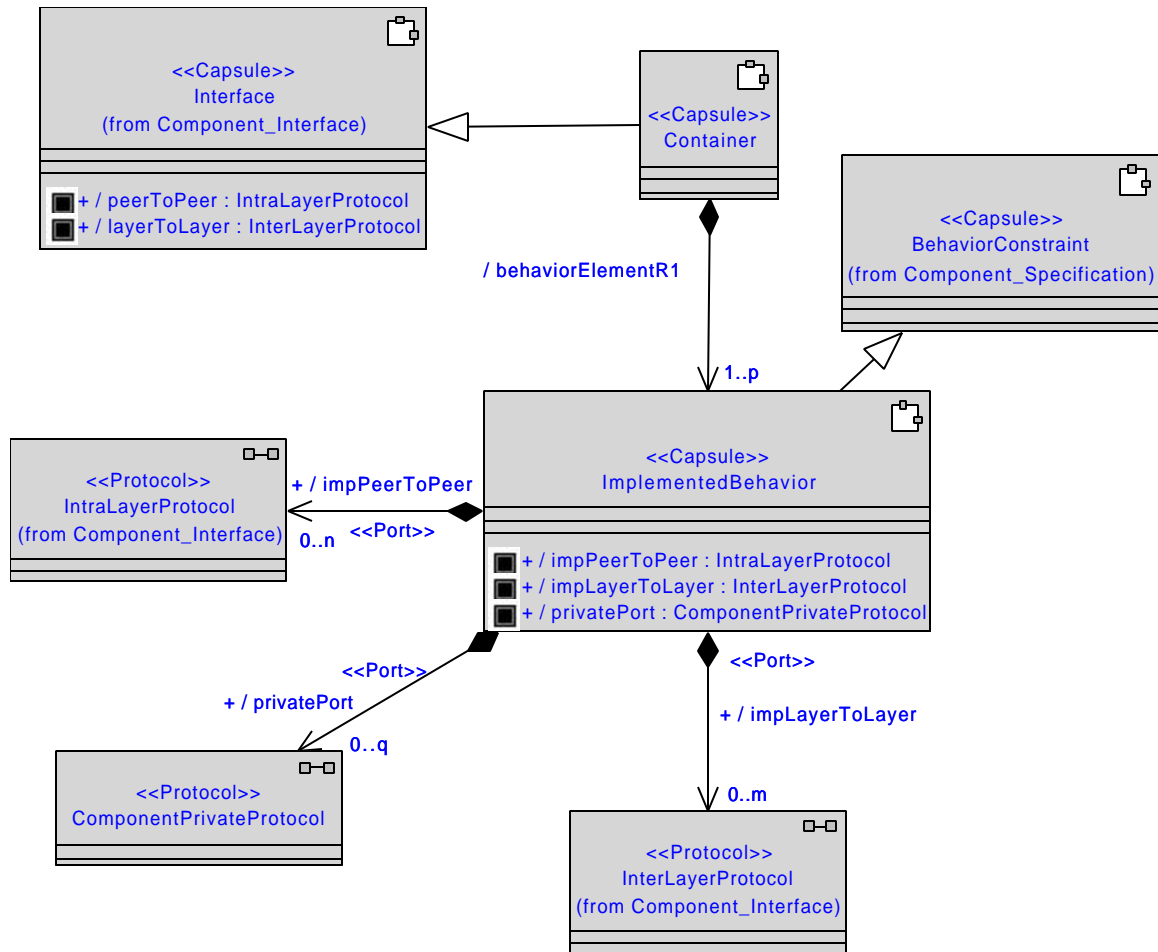 <<Capsule>>
Interface
(from Component_Interface)
+ / peerToPeer : IntraLayerProtocol
+ / layerToLayer : InterLayerProtocol
<<Capsule>>
Container
<<Capsule>>
BehaviorConstraint
(from Component_Specification)
/ behaviorElementR1
1..p
<<Capsule>>
ImplementedBehavior
+ / impPeerToPeer : IntraLayerProtocol
+ / impLayerToLayer : InterLayerProtocol
+ / privatePort : ComponentPrivateProtocol
<<Protocol>>
IntraLayerProtocol
(from Component_Interface)
+ / impPeerToPeer
<<Port>>
0..n
<<Port>>
+ / privatePort
0..q
<<Port>>
+ / impLayerToLayer
0..m
<<Protocol>>
ComponentPrivateProtocol
<<Protocol>>
InterLayerProtocol
(from Component_Interface)